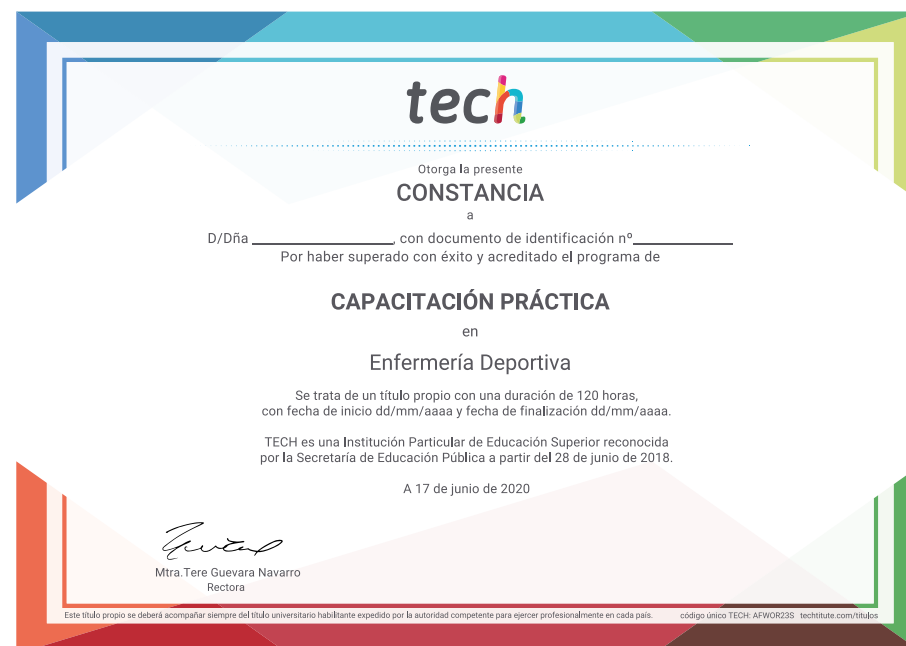 tech
Otorga la presente
CONSTANCIA
a
D/Dña ____________________, con documento de identificación nº______________
Por haber superado con éxito y acreditado el programa de
CAPACITACIÓN PRÁCTICA
en
Enfermería Deportiva
Se trata de un título propio con una duración de 120 horas,
con fecha de inicio dd/mm/aaaa y fecha de finalización dd/mm/aaaa.
TECH es una Institución Particular de Educación Superior reconocida
por la Secretaría de Educación Pública a partir del 28 de junio de 2018.
A 17 de junio de 2020
Mtra.Tere Guevara Navarro
Rectora
Este título propio se deberá acompañar siempre del título universitario habilitante expedido por la autoridad competente para ejercer profesionalmente en cada país. código único TECH: AFWOR23S techtitute.com/titulos